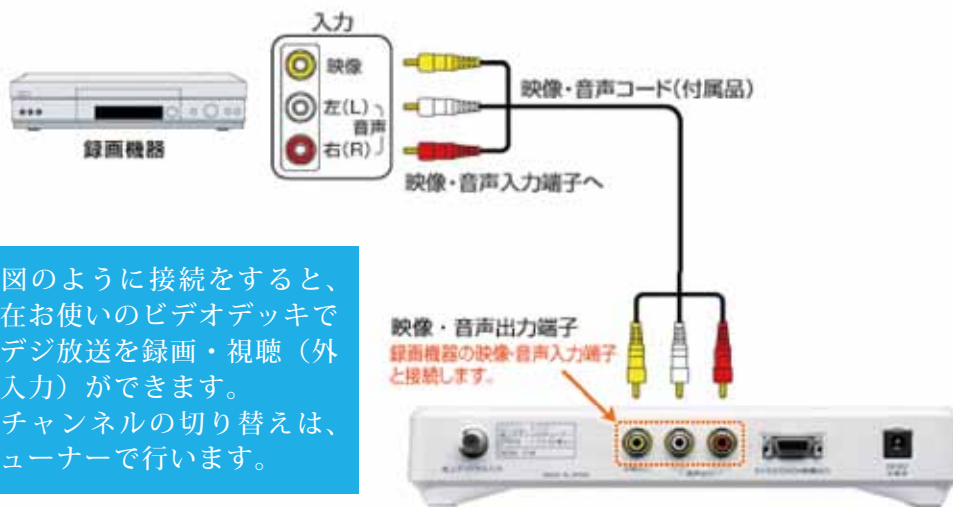 入力
映像
左(L)
音声
右(R)
録画機器
映像・音声コード(付属品)
映像・音声入力端子へ
図のように接続をすると、
在お使いのビデオデッキで
デジ放送を録画・視聴（外
入力）ができます。
チャンネルの切り替えは、
ューナーで行います。
映像・音声出力端子
録画機器の映像・音声入力端子
と接続します。